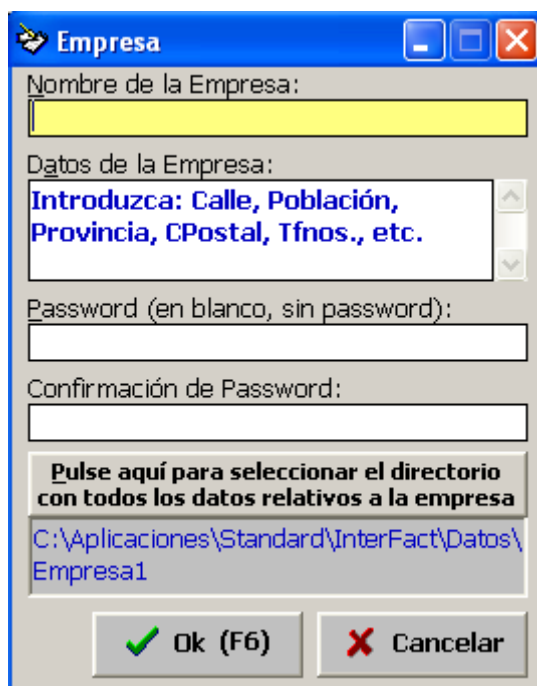 Empresa
Nombre de la Empresa:
Datos de la Empresa:
Introduzca: Calle, Población,
Provincia, CPostal, Tfnos., etc.
Password (en blanco, sin password):
Confirmación de Password:
Pulse aquí para seleccionar el directorio
con todos los datos relativos a la empresa
C:\Aplicaciones\Standard\InterFact\Datos\
Empresa1
Ok (F6)
Cancelar